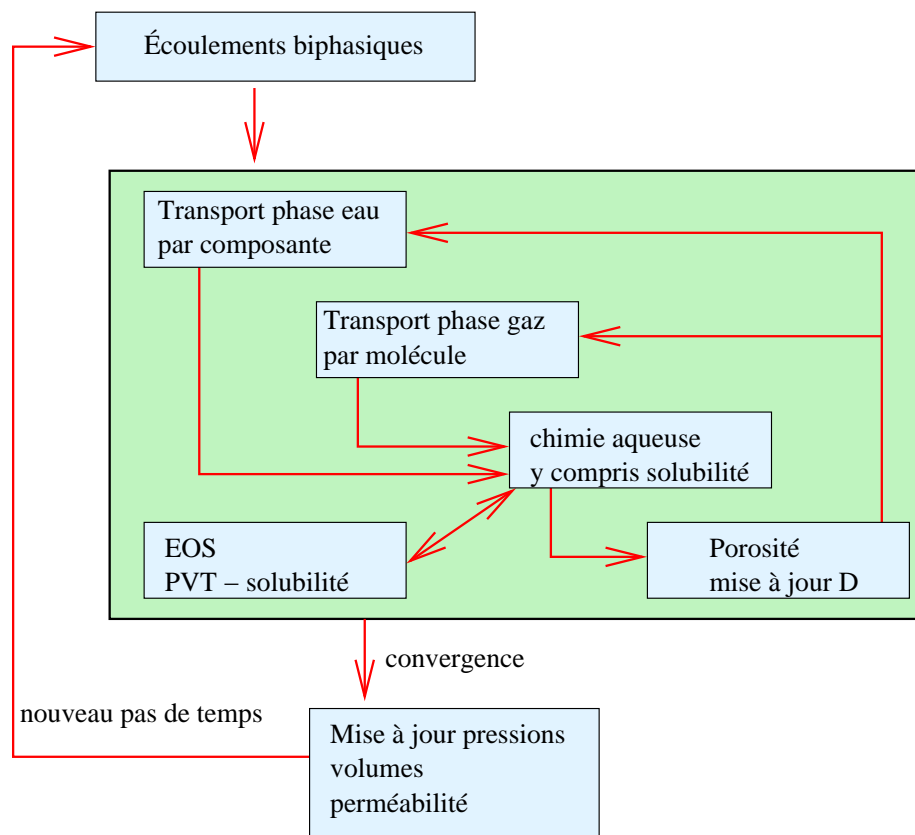 Écoulements biphasiques
Transport phase eau
par composante
Transport phase gaz
par molécule
chimie aqueuse
y compris solubilité
EOS
PVT – solubilité
Porosité
mise à jour D
convergence
nouveau pas de temps
Mise à jour pressions
volumes
perméabilité